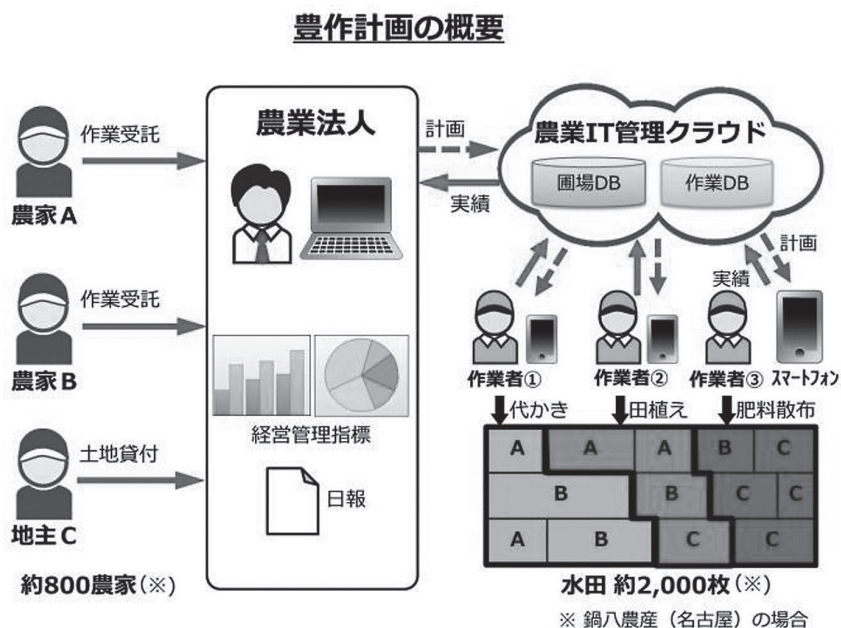 豊作計画の概要
農家A
作業受託
農家B
作業受託
地主C
土地貸付
約800農家(※)
農業法人
経営管理指標
日報
計画
実績
農業IT管理クラウド
圃場DB
作業DB
計画
実績
作業者①
作業者②
作業者③
スマートフォン
代かき
田植え
肥料散布
A A A B C
B B C C
A B C C
水田 約2,000枚(※)
※ 鍋八農産（名古屋）の場合